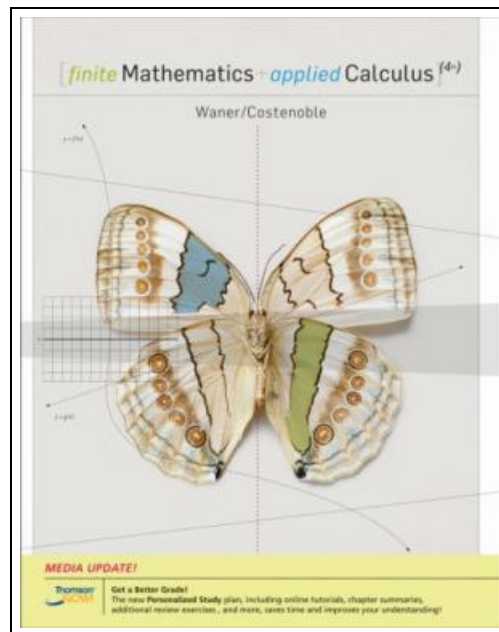 [finite Mathematics + applied Calculus](4e)
Waner/Costenoble
MEDIA UPDATE!
Thomson
NOW!
Get a Better Grade!
The new Personalized Study plan, including online tutorials, chapter summaries,
additional review exercises, and more, saves time and improves your understanding!